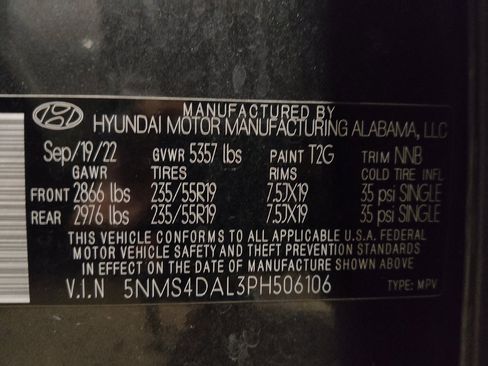 MANUFACTURED BY
HYUNDAI MOTOR MANUFACTURING ALABAMA, LLC
Sep/19/22 GVWR 5357 lbs PAINT T2G TRIM NNB
GAWR TIRES RIMS COLD TIRE INFL
FRONT 2866 lbs 235/55R19 7.5JX19 35 psi SINGLE
REAR 2976 lbs 235/55R19 7.5JX19 35 psi SINGLE
THIS VEHICLE CONFORMS TO ALL APPLICABLE U.S.A. FEDERAL
MOTOR VEHICLE SAFETY AND THEFT PREVENTION STANDARDS
IN EFFECT ON THE DATE OF MANUFACTURE SHOWN ABOVE.
V.I.N 5NMS4DAL3PH506106 TYPE: MPV